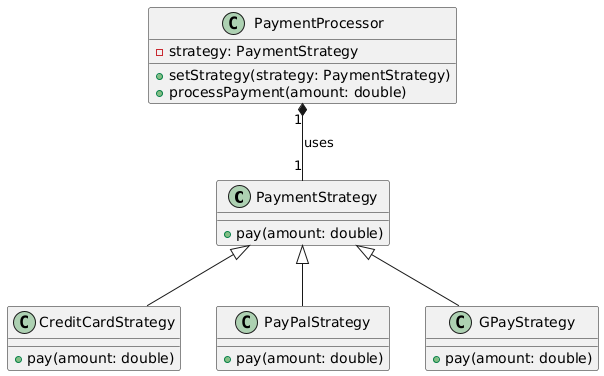 C PaymentProcessor
strategy: PaymentStrategy
setStrategy(strategy: PaymentStrategy)
processPayment(amount: double)
1
uses
1
C PaymentStrategy
pay(amount: double)
C CreditCardStrategy
pay(amount: double)
C PayPalStrategy
pay(amount: double)
C GPayStrategy
pay(amount: double)